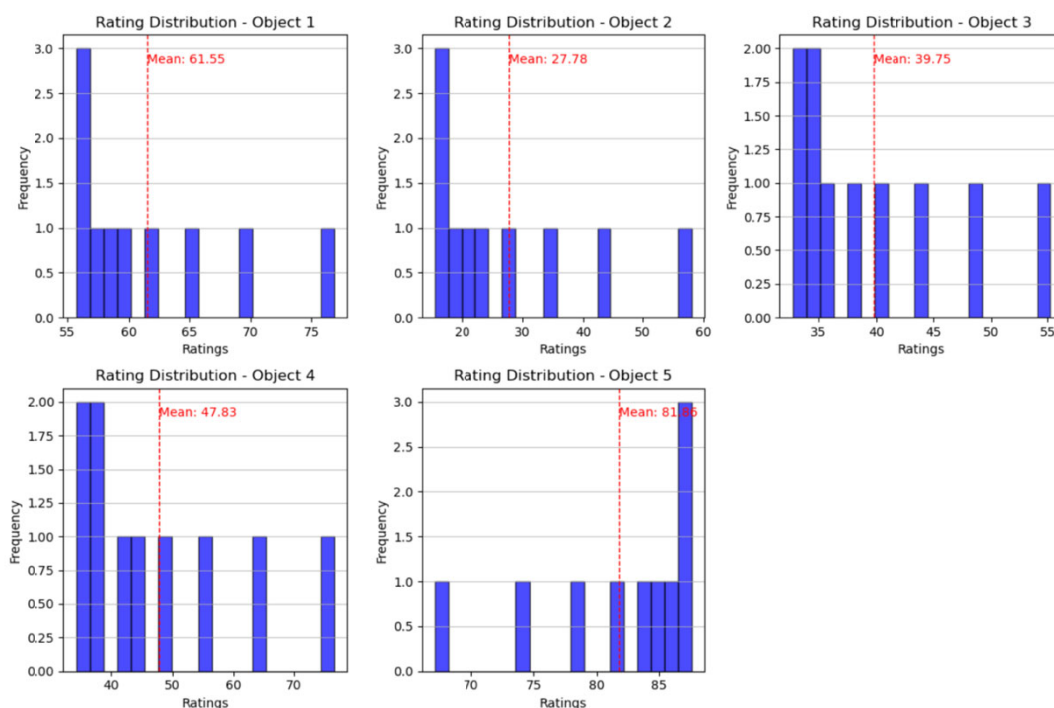 Rating Distribution - Object 1
3.0
2.5
2.0
1.5
1.0
0.5
0.0
Frequency
Mean: 61.55
55 60 65 70 75
Ratings
Rating Distribution - Object 2
3.0
2.5
2.0
1.5
1.0
0.5
0.0
Frequency
Mean: 27.78
20 30 40 50 60
Ratings
Rating Distribution - Object 3
2.00
1.75
1.50
1.25
1.00
0.75
0.50
0.25
0.00
Frequency
Mean: 39.75
35 40 45 50 55
Ratings
Rating Distribution - Object 4
2.00
1.75
1.50
1.25
1.00
0.75
0.50
0.25
0.00
Frequency
Mean: 47.83
40 50 60 70
Ratings
Rating Distribution - Object 5
3.0
2.5
2.0
1.5
1.0
0.5
0.0
Frequency
Mean: 81.86
70 75 80 85
Ratings